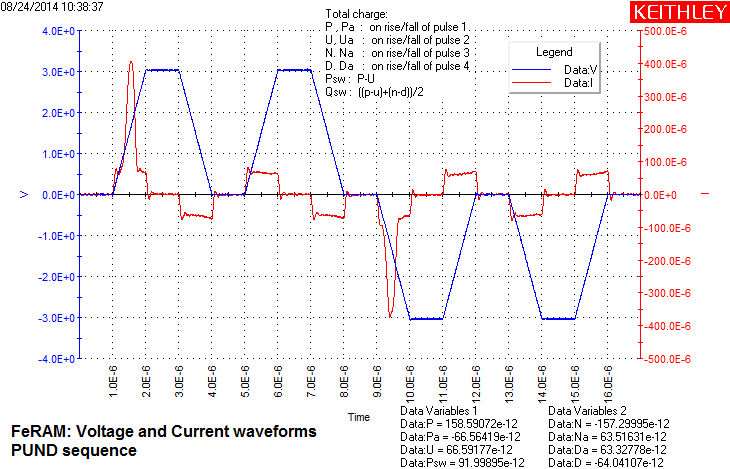 08/24/2014 10:38:37
KEITHLEY
Total charge:
P , Pa : on rise/fall of pulse 1
U, Ua : on rise/fall of pulse 2
N. Na : on rise/fall of pulse 3
D. Da : on rise/fall of pulse 4
Psw : P-U
Qsw : ((p-u)+(n-d))/2
Legend
Data:V
Data:I
4.0E+0
3.0E+0
2.0E+0
1.0E+0
0.0E+0
-1.0E+0
-2.0E+0
-3.0E+0
-4.0E+0
V
500.0E-6
400.0E-6
300.0E-6
200.0E-6
100.0E-6
0.0E+0
-100.0E-6
-200.0E-6
-300.0E-6
-400.0E-6
-500.0E-6
I
1.0E-6
2.0E-6
3.0E-6
4.0E-6
5.0E-6
6.0E-6
7.0E-6
8.0E-6
9.0E-6
10.0E-6
11.0E-6
12.0E-6
13.0E-6
14.0E-6
15.0E-6
16.0E-6
Time
FeRAM: Voltage and Current waveforms
PUND sequence
Data Variables 1
Data:P = 158.59072e-12
Data:Pa = -66.56419e-12
Data:U = 66.59177e-12
Data:Psw = 91.99895e-12
Data Variables 2
Data:N = -157.29995e-12
Data:Na = 63.51631e-12
Data:D = 63.32778e-12
Data:D = -64.04107e-12